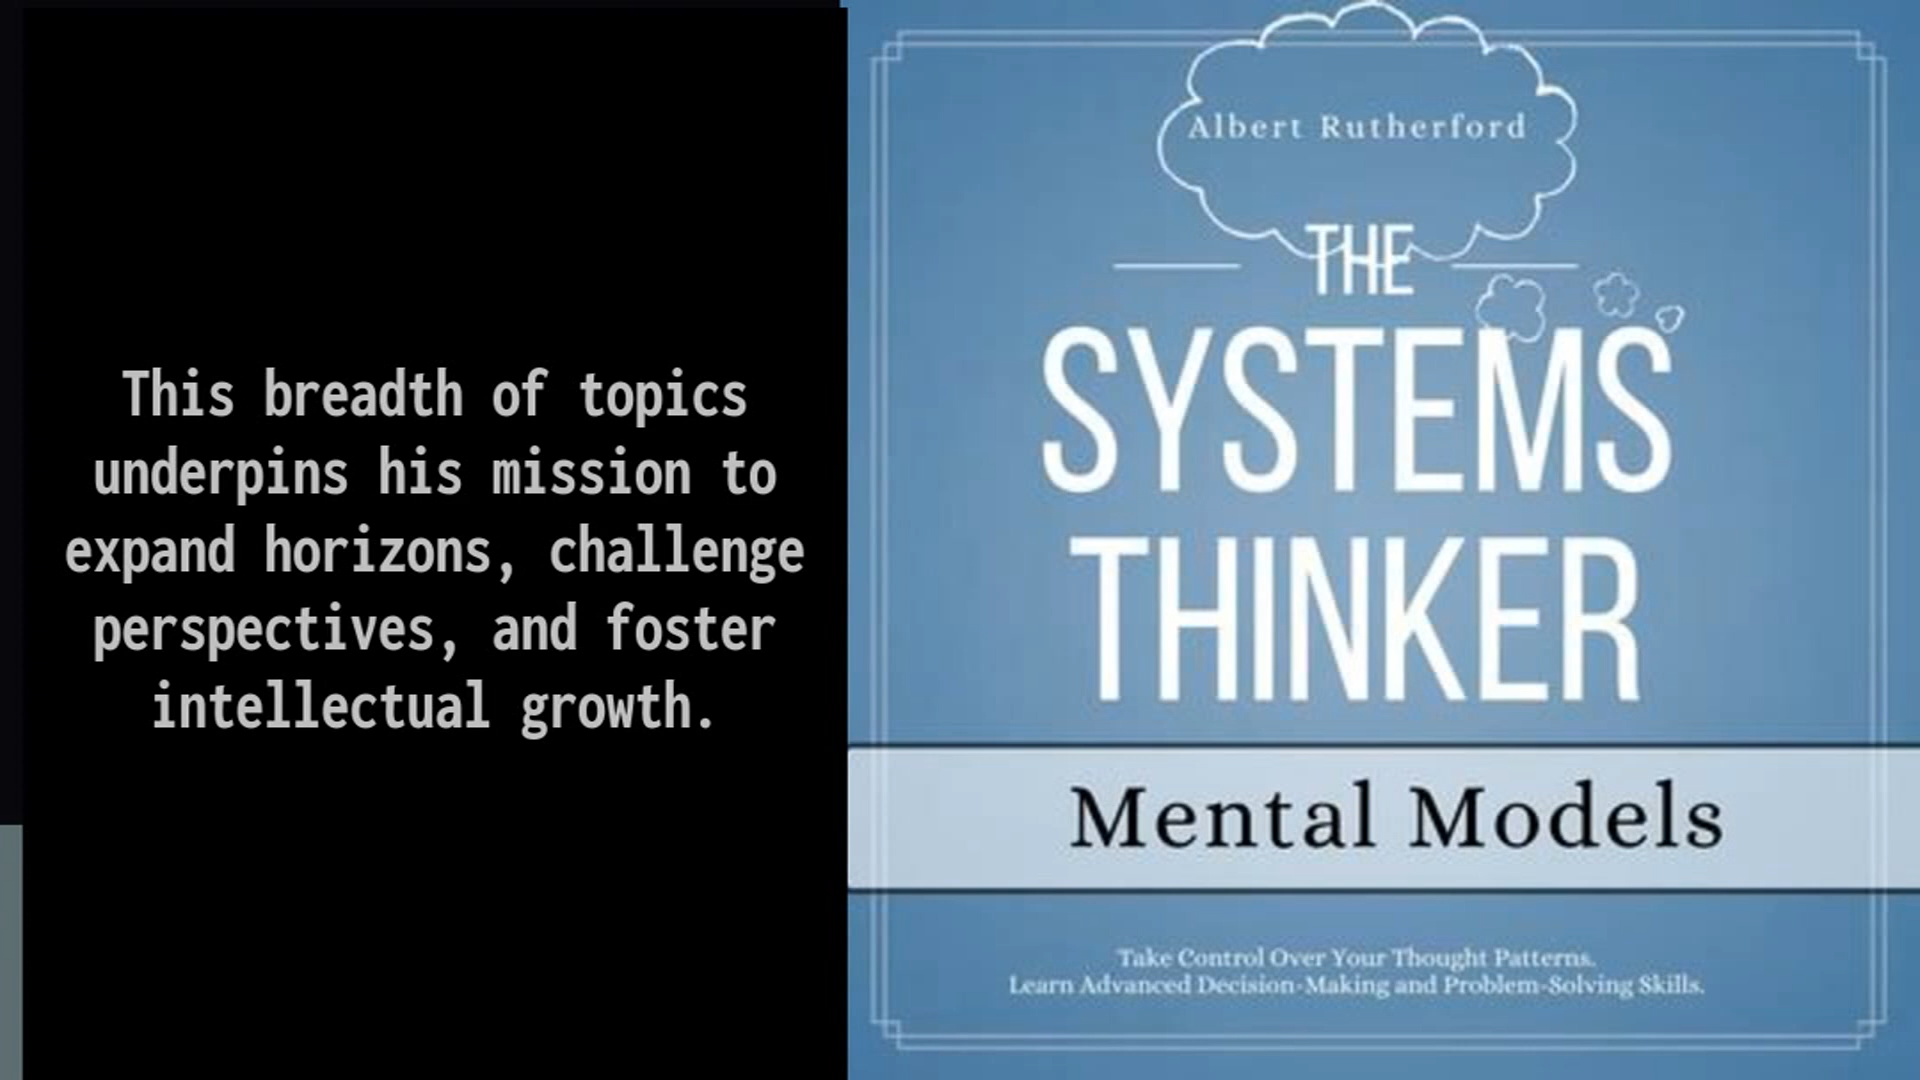 This breadth of topics
underpins his mission to
expand horizons, challenge
perspectives, and foster
intellectual growth.
Albert Rutherford
THE
SYSTEMS
THINKER
Mental Models
Take Control Over Your Thought Patterns.
Learn Advanced Decision-Making and Problem-Solving Skills.